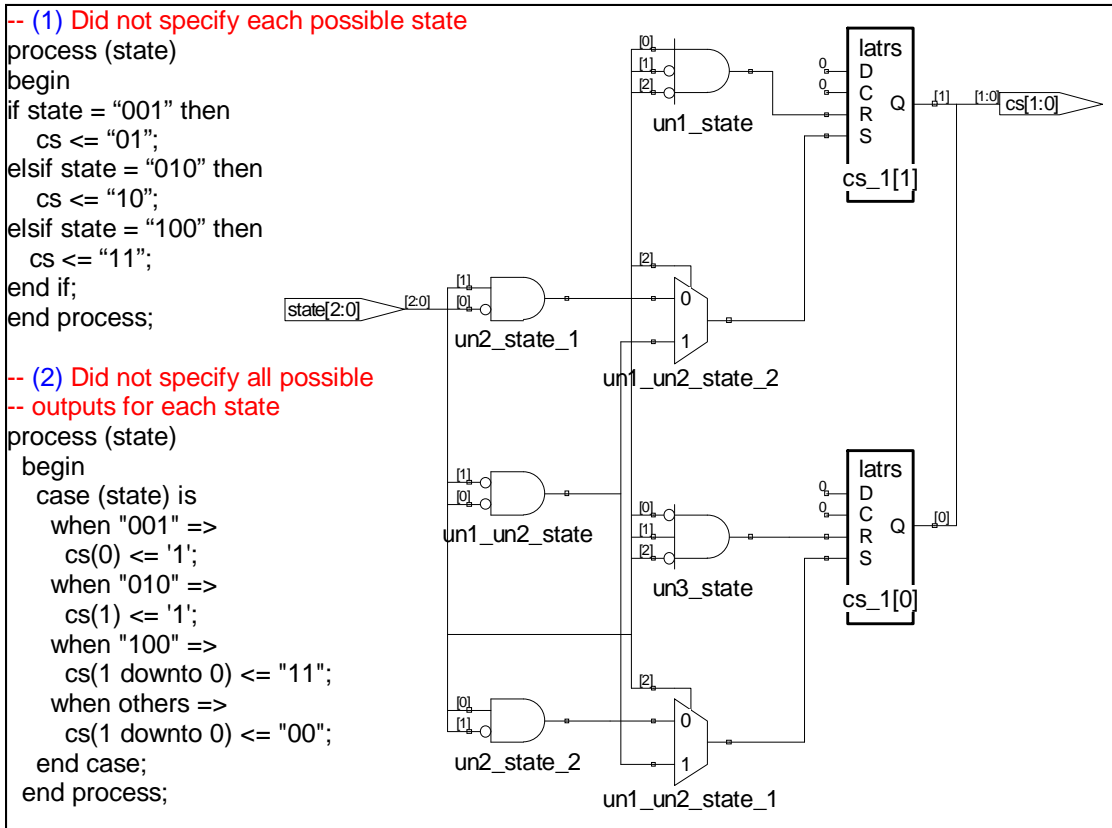 -- (1) Did not specify each possible state
process (state)
begin
if state = “001” then
cs <= “01”;
elsif state = “010” then
cs <= “10”;
elsif state = “100” then
cs <= “11”;
end if;
end process;
-- (2) Did not specify all possible
-- outputs for each state
process (state)
begin
case (state) is
when "001" =>
cs(0) <= '1';
when "010" =>
cs(1) <= '1';
when "100" =>
cs(1 downto 0) <= "11";
when others =>
cs(1 downto 0) <= "00";
end case;
end process;
state[2:0]
[2:0]
[1]
[0]
un2_state_1
[1]
[0]
un1_un2_state
[0]
[1]
un2_state_2
[0]
[1]
[2]
un1_state
[2]
0
1
un1_un2_state_2
[0]
[1]
[2]
un3_state
[2]
0
1
un1_un2_state_1
latrs
0
D
0
C
R
S
Q
cs_1[1]
[1]
[1:0]
cs[1:0]
latrs
0
D
0
C
R
S
Q
cs_1[0]
[0]